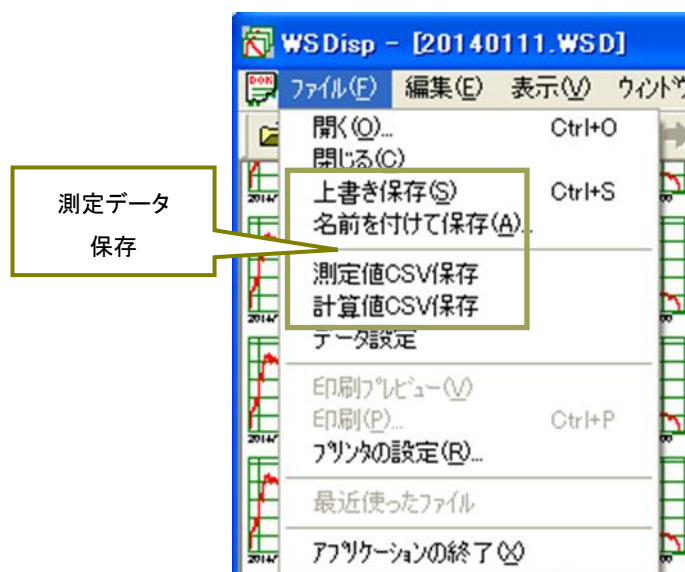 WSDisp - [20140111.WSD]
ファイル(F) 編集(E) 表示(V) ウィンドウ
開く(O)... Ctrl+O
閉じる(C)
上書き保存(S) Ctrl+S
名前を付けて保存(A)...
測定データ
保存
測定値CSV保存
計算値CSV保存
データ設定
印刷プレビュー(V)
印刷(P)... Ctrl+P
プリンタの設定(R)...
最近使ったファイル
アプリケーションの終了(X)